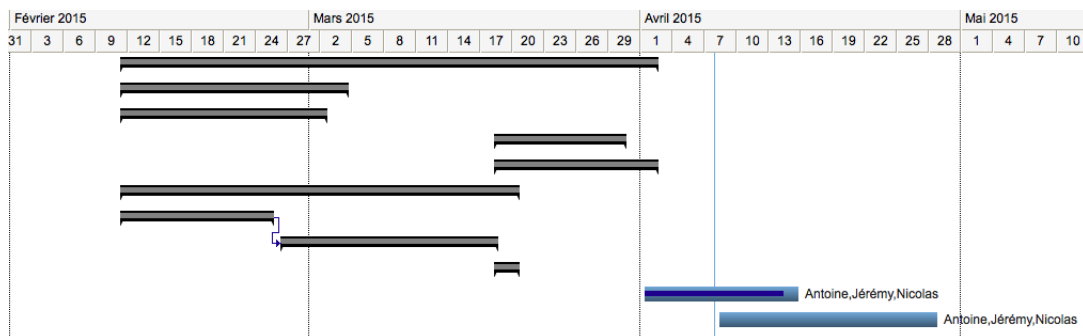 Février 2015 Mars 2015 Avril 2015 Mai 2015
31 3 6 9 12 15 18 21 24 27 2 5 8 11 14 17 20 23 26 29 1 4 7 10 13 16 19 22 25 28 1 4 7 10
Antoine,Jérémy,Nicolas
Antoine,Jérémy,Nicolas